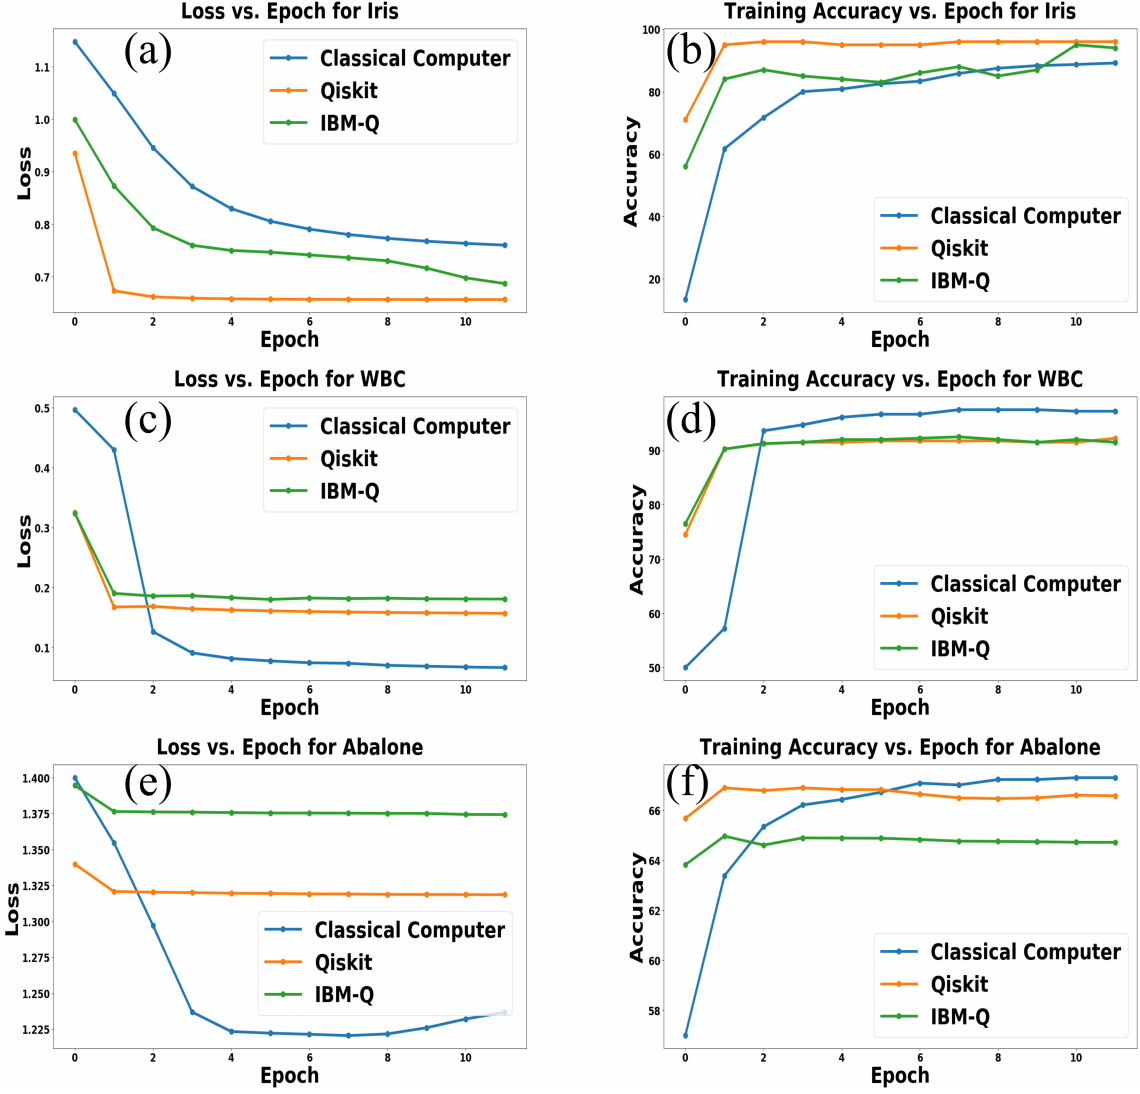 Loss vs. Epoch for Iris
(a)
Classical Computer
Qiskit
IBM-Q
1.1
1.0
0.9
0.8
0.7
Loss
0 2 4 6 8 10
Epoch
Training Accuracy vs. Epoch for Iris
(b)
100
80
60
40
20
Accuracy
Classical Computer
Qiskit
IBM-Q
0 2 4 6 8 10
Epoch
Loss vs. Epoch for WBC
(c)
Classical Computer
Qiskit
IBM-Q
0.5
0.4
0.3
0.2
0.1
Loss
0 2 4 6 8 10
Epoch
Training Accuracy vs. Epoch for WBC
(d)
90
80
70
60
50
Accuracy
Classical Computer
Qiskit
IBM-Q
0 2 4 6 8 10
Epoch
Loss vs. Epoch for Abalone
(e)
1.400
1.375
1.350
1.325
1.300
1.275
1.250
1.225
Loss
Classical Computer
Qiskit
IBM-Q
0 2 4 6 8 10
Epoch
Training Accuracy vs. Epoch for Abalone
(f)
66
64
62
60
58
Accuracy
Classical Computer
Qiskit
IBM-Q
0 2 4 6 8 10
Epoch